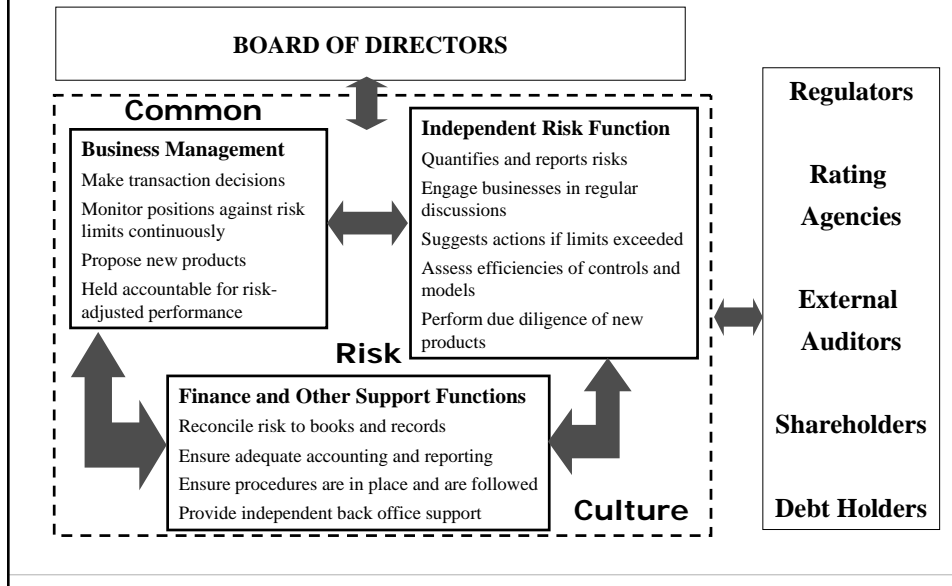 BOARD OF DIRECTORS
Common
Business Management
Make transaction decisions
Monitor positions against risk
limits continuously
Propose new products
Held accountable for risk-
adjusted performance
Independent Risk Function
Quantifies and reports risks
Engage businesses in regular
discussions
Suggests actions if limits exceeded
Assess efficiencies of controls and
models
Perform due diligence of new
products
Risk
Finance and Other Support Functions
Reconcile risk to books and records
Ensure adequate accounting and reporting
Ensure procedures are in place and are followed
Provide independent back office support
Culture
Regulators
Rating
Agencies
External
Auditors
Shareholders
Debt Holders